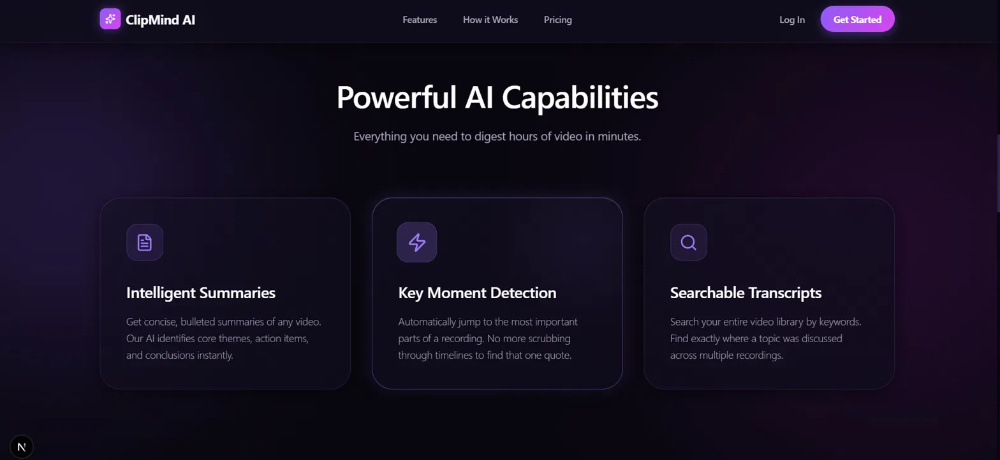 ClipMind AI
Features
How it Works
Pricing
Log In
Get Started
Powerful AI Capabilities
Everything you need to digest hours of video in minutes.
Intelligent Summaries
Get concise, bulleted summaries of any video.
Our AI identifies core themes, action items,
and conclusions instantly.
Key Moment Detection
Automatically jump to the most important
parts of a recording. No more scrubbing
through timelines to find that one quote.
Searchable Transcripts
Search your entire video library by keywords.
Find exactly where a topic was discussed
across multiple recordings.
N